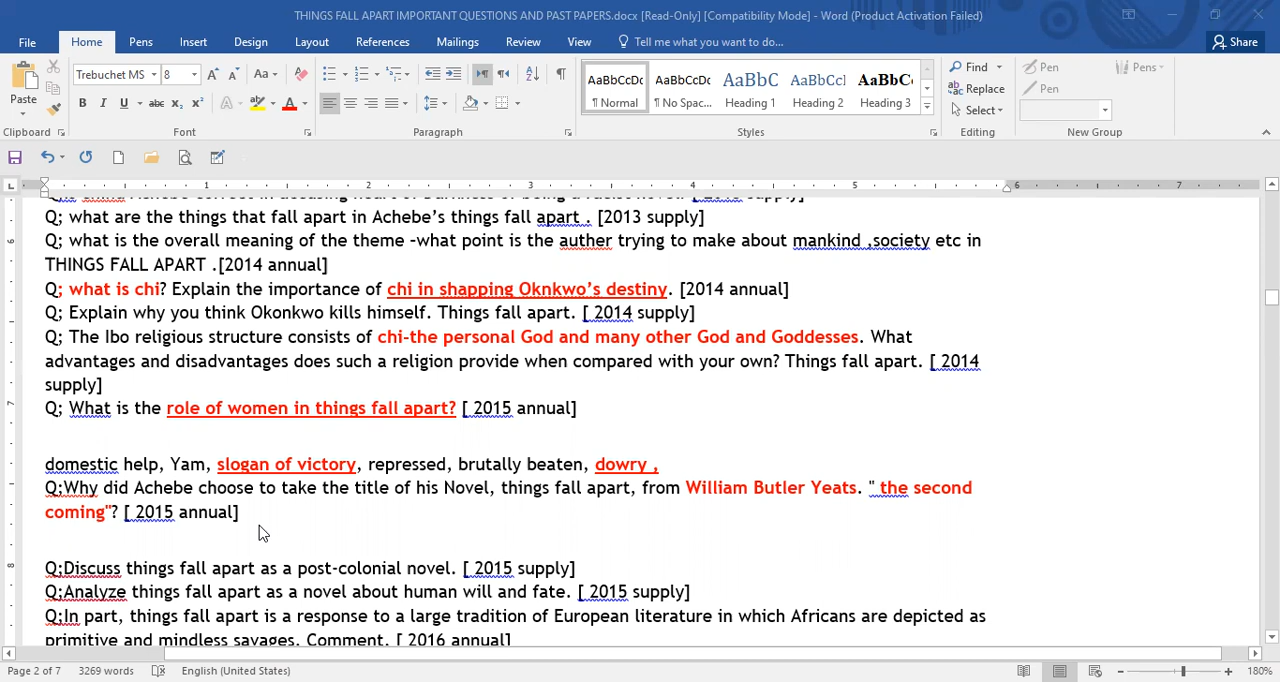 THINGS FALL APART IMPORTANT QUESTIONS AND PAST PAPERS.docx [Read-Only] [Compatibility Mode] - Word (Product Activation Failed)
File Home Pens Insert Design Layout References Mailings Review View Tell me what you want to do... Share
Paste Trebuchet MS 8 Aa AaBbCcDc AaBbCcDc AaBbC AaBbCcI AaBbC Find Pen Pens
B I U abc x₂ x² A A ¶ Normal ¶ No Spac... Heading 1 Heading 2 Heading 3 Replace Pen
Select
Clipboard Font Paragraph Styles Editing New Group
1 2 3 4 5 6 7
Q; what are the things that fall apart in Achebe’s things fall apart . [2013 supply]
Q; what is the overall meaning of the theme –what point is the auther trying to make about mankind ,society etc in
THINGS FALL APART .[2014 annual]
Q; what is chi? Explain the importance of chi in shapping Oknkwo’s destiny. [2014 annual]
Q; Explain why you think Okonkwo kills himself. Things fall apart. [ 2014 supply]
Q; The Ibo religious structure consists of chi-the personal God and many other God and Goddesses. What
advantages and disadvantages does such a religion provide when compared with your own? Things fall apart. [ 2014
supply]
Q; What is the role of women in things fall apart? [ 2015 annual]
domestic help, Yam, slogan of victory, repressed, brutally beaten, dowry ,
Q;Why did Achebe choose to take the title of his Novel, things fall apart, from William Butler Yeats. " the second
coming"? [ 2015 annual]
Q;Discuss things fall apart as a post-colonial novel. [ 2015 supply]
Q;Analyze things fall apart as a novel about human will and fate. [ 2015 supply]
Q;In part, things fall apart is a response to a large tradition of European literature in which Africans are depicted as
primitive and mindless savages. Comment. [ 2016 annual]
Page 2 of 7 3269 words English (United States) 180%